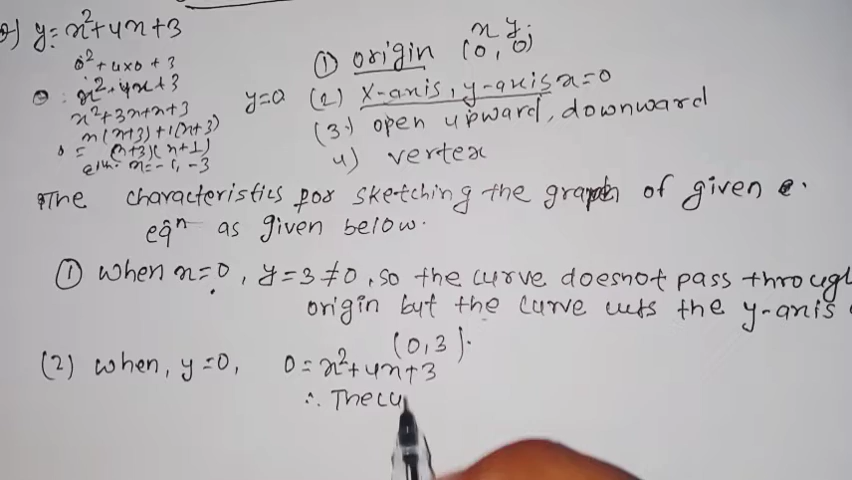 y = x²+4x+3
0²+4×0+3
0 = x²+4x+3
x²+3x+x+3
x(x+3)+1(x+3)
0 = (x+3)(x+1)
x=-1,-3
x y
① origin (0, 0)
y=0 (2) x-axis, y-axis x=0
(3.) open upward, downward
4) vertex
The characteristics for sketching the graph of given
eqⁿ as given below.
① when x=0, y=3≠0, so the curve doesnot pass through
origin but the curve cuts the y-axis
(0,3).
(2) when, y=0, 0=x²+4x+3
∴ The cu